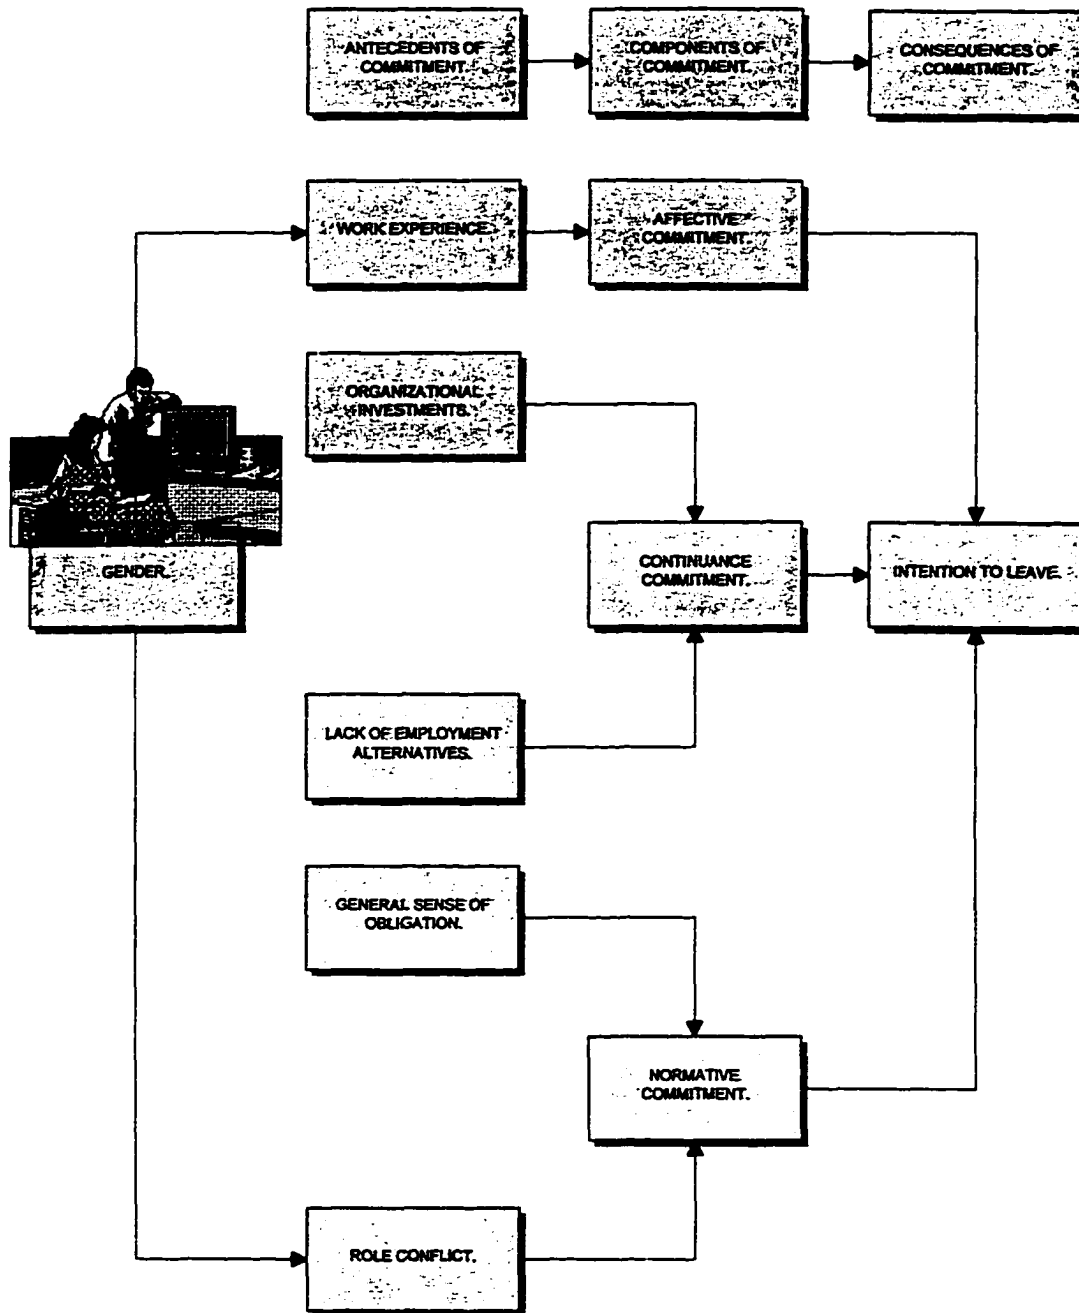 ANTECEDENTS OF
COMMITMENT.
COMPONENTS OF
COMMITMENT.
CONSEQUENCES OF
COMMITMENT.
WORK EXPERIENCE.
AFFECTIVE
COMMITMENT.
ORGANIZATIONAL
INVESTMENTS.
GENDER.
CONTINUANCE
COMMITMENT.
INTENTION TO LEAVE.
LACK OF EMPLOYMENT
ALTERNATIVES.
GENERAL SENSE OF
OBLIGATION.
NORMATIVE
COMMITMENT.
ROLE CONFLICT.